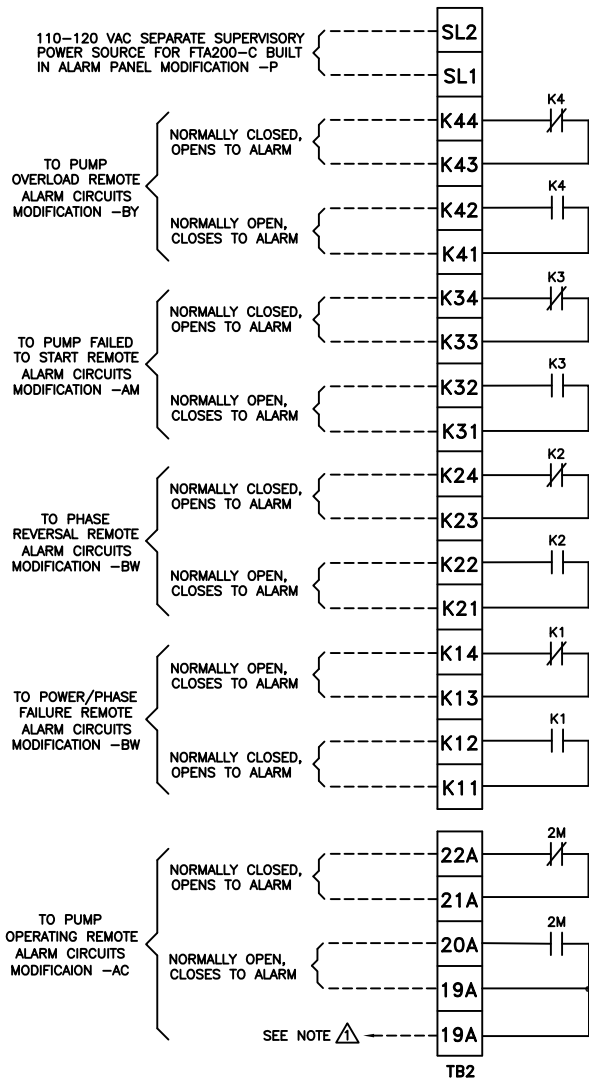 110-120 VAC SEPARATE SUPERVISORY
POWER SOURCE FOR FTA200-C BUILT
IN ALARM PANEL MODIFICATION -P
SL2
SL1
TO PUMP
OVERLOAD REMOTE
ALARM CIRCUITS
MODIFICATION -BY
NORMALLY CLOSED,
OPENS TO ALARM
K44
K4
K43
NORMALLY OPEN,
CLOSES TO ALARM
K42
K4
K41
TO PUMP FAILED
TO START REMOTE
ALARM CIRCUITS
MODIFICATION -AM
NORMALLY CLOSED,
OPENS TO ALARM
K34
K3
K33
NORMALLY OPEN,
CLOSES TO ALARM
K32
K3
K31
TO PHASE
REVERSAL REMOTE
ALARM CIRCUITS
MODIFICATION -BW
NORMALLY CLOSED,
OPENS TO ALARM
K24
K2
K23
NORMALLY OPEN,
CLOSES TO ALARM
K22
K2
K21
TO POWER/PHASE
FAILURE REMOTE
ALARM CIRCUITS
MODIFICATION -BW
NORMALLY OPEN,
CLOSES TO ALARM
K14
K1
K13
NORMALLY CLOSED,
OPENS TO ALARM
K12
K1
K11
TO PUMP
OPERATING REMOTE
ALARM CIRCUITS
MODIFICAION -AC
NORMALLY CLOSED,
OPENS TO ALARM
22A
2M
21A
NORMALLY OPEN,
CLOSES TO ALARM
20A
2M
19A
SEE NOTE 1
19A
TB2